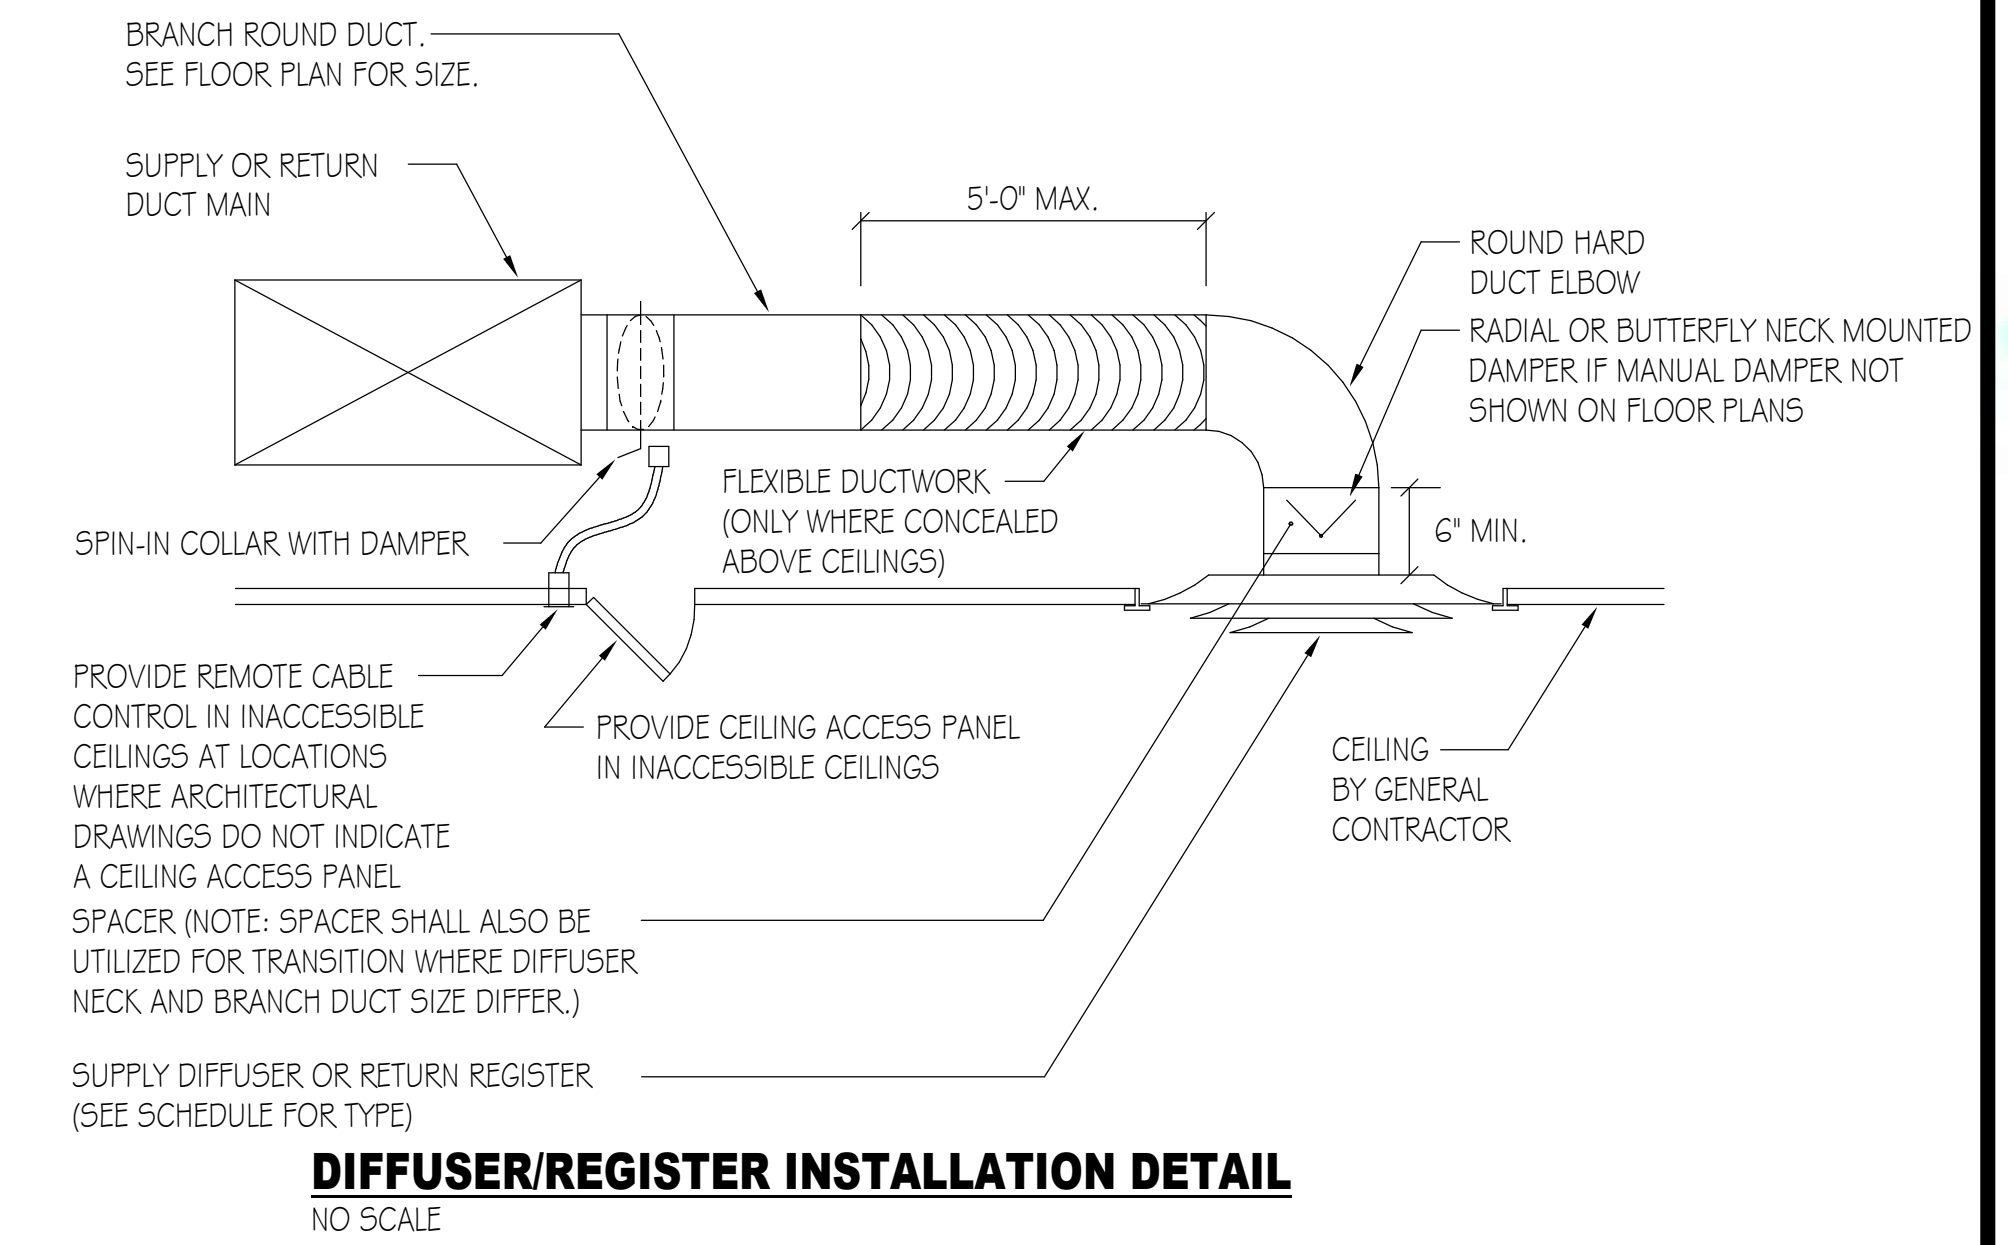 BRANCH ROUND DUCT.
SEE FLOOR PLAN FOR SIZE.
SUPPLY OR RETURN
DUCT MAIN
5'-0" MAX.
ROUND HARD
DUCT ELBOW
RADIAL OR BUTTERFLY NECK MOUNTED
DAMPER IF MANUAL DAMPER NOT
SHOWN ON FLOOR PLANS
FLEXIBLE DUCTWORK
(ONLY WHERE CONCEALED
ABOVE CEILINGS)
6" MIN.
SPIN-IN COLLAR WITH DAMPER
PROVIDE REMOTE CABLE
CONTROL IN INACCESSIBLE
CEILINGS AT LOCATIONS
WHERE ARCHITECTURAL
DRAWINGS DO NOT INDICATE
A CEILING ACCESS PANEL
PROVIDE CEILING ACCESS PANEL
IN INACCESSIBLE CEILINGS
CEILING
BY GENERAL
CONTRACTOR
SPACER (NOTE: SPACER SHALL ALSO BE
UTILIZED FOR TRANSITION WHERE DIFFUSER
NECK AND BRANCH DUCT SIZE DIFFER.)
SUPPLY DIFFUSER OR RETURN REGISTER
(SEE SCHEDULE FOR TYPE)
DIFFUSER/REGISTER INSTALLATION DETAIL
NO SCALE